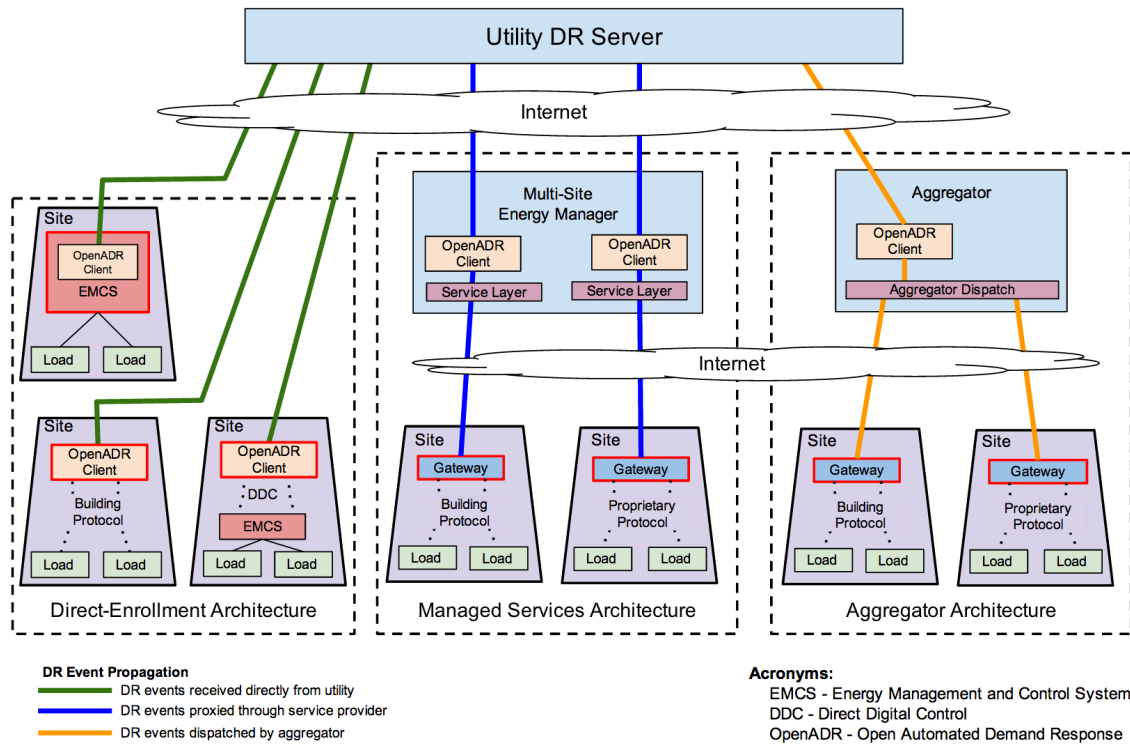 Utility DR Server
Internet
Multi-Site
Energy Manager
OpenADR
Client
OpenADR
Client
Service Layer
Service Layer
Aggregator
OpenADR
Client
Aggregator Dispatch
Internet
Site
OpenADR
Client
EMCS
Load
Load
Site
OpenADR
Client
Building
Protocol
Load
Load
Site
OpenADR
Client
DDC
EMCS
Load
Load
Direct-Enrollment Architecture
Site
Gateway
Building
Protocol
Load
Load
Site
Gateway
Proprietary
Protocol
Load
Load
Managed Services Architecture
Site
Gateway
Building
Protocol
Load
Load
Site
Gateway
Proprietary
Protocol
Load
Load
Aggregator Architecture
DR Event Propagation
DR events received directly from utility
DR events proxied through service provider
DR events dispatched by aggregator
Acronyms:
EMCS - Energy Management and Control System
DDC - Direct Digital Control
OpenADR - Open Automated Demand Response